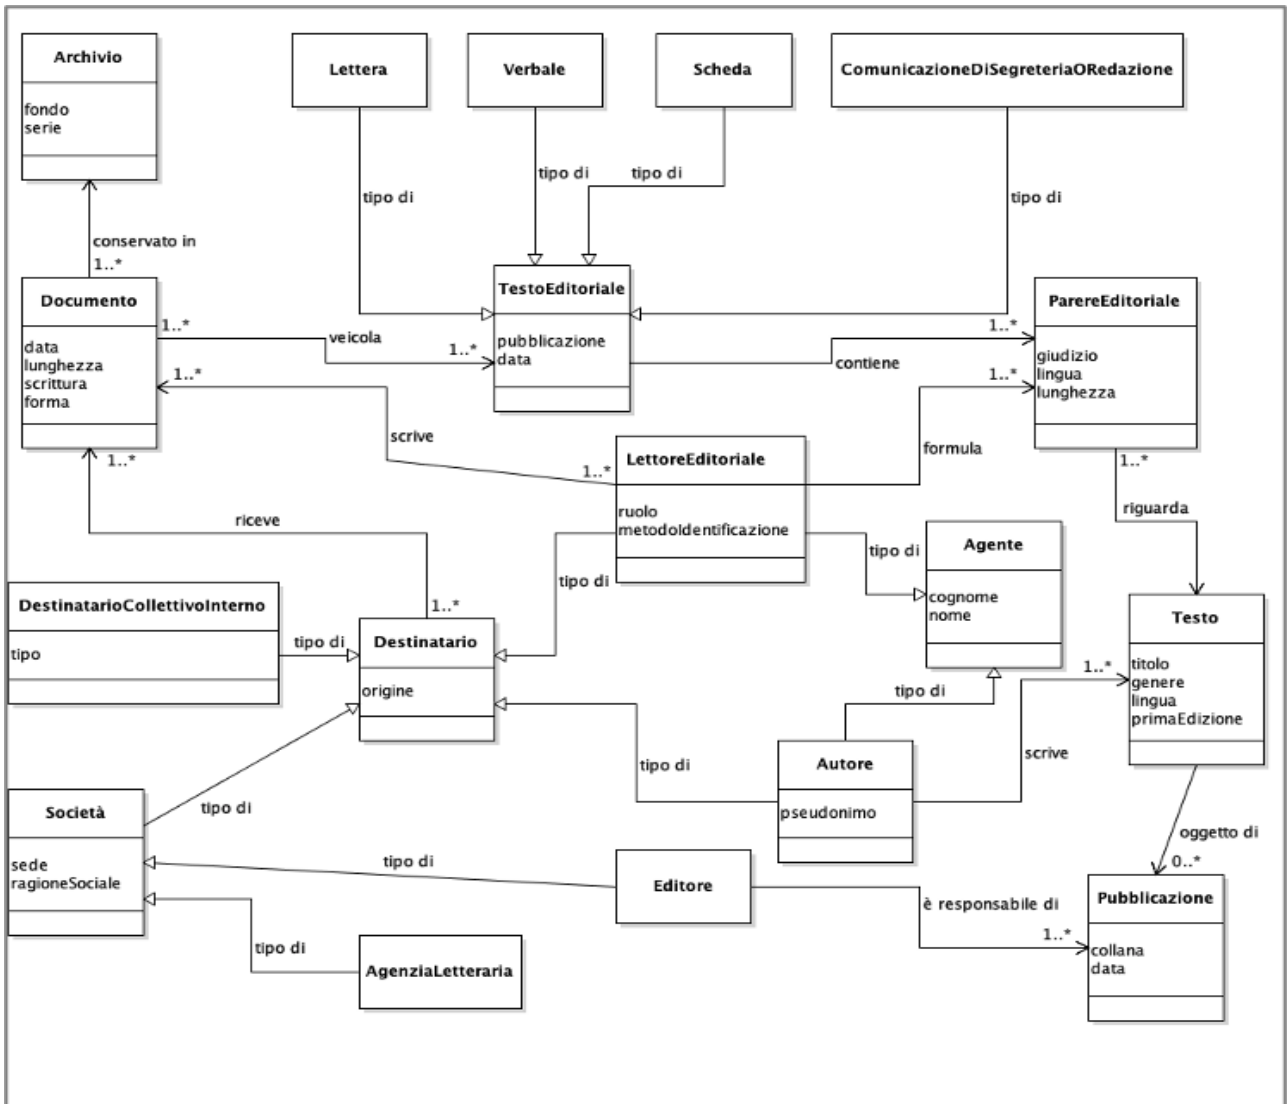 Archivio
fondo
serie
Lettera
Verbale
Scheda
ComunicazioneDiSegreteriaORedazione
tipo di
tipo di
tipo di
tipo di
conservato in
1..*
Documento
data
lunghezza
scrittura
forma
1..*
veicola
1..*
TestoEditoriale
pubblicazione
data
1..*
contiene
ParereEditoriale
giudizio
lingua
lunghezza
1..*
scrive
1..*
LettoreEditoriale
ruolo
metodoIdentificazione
1..*
formula
1..*
riceve
1..*
riguarda
tipo di
tipo di
Agente
cognome
nome
DestinatarioCollettivoInterno
tipo
tipo di
1..*
Destinatario
origine
Testo
titolo
genere
lingua
primaEdizione
1..*
tipo di
scrive
tipo di
Autore
pseudonimo
Società
sede
ragioneSociale
tipo di
tipo di
Editore
è responsabile di
1..*
oggetto di
0..*
Pubblicazione
collana
data
tipo di
AgenziaLetteraria